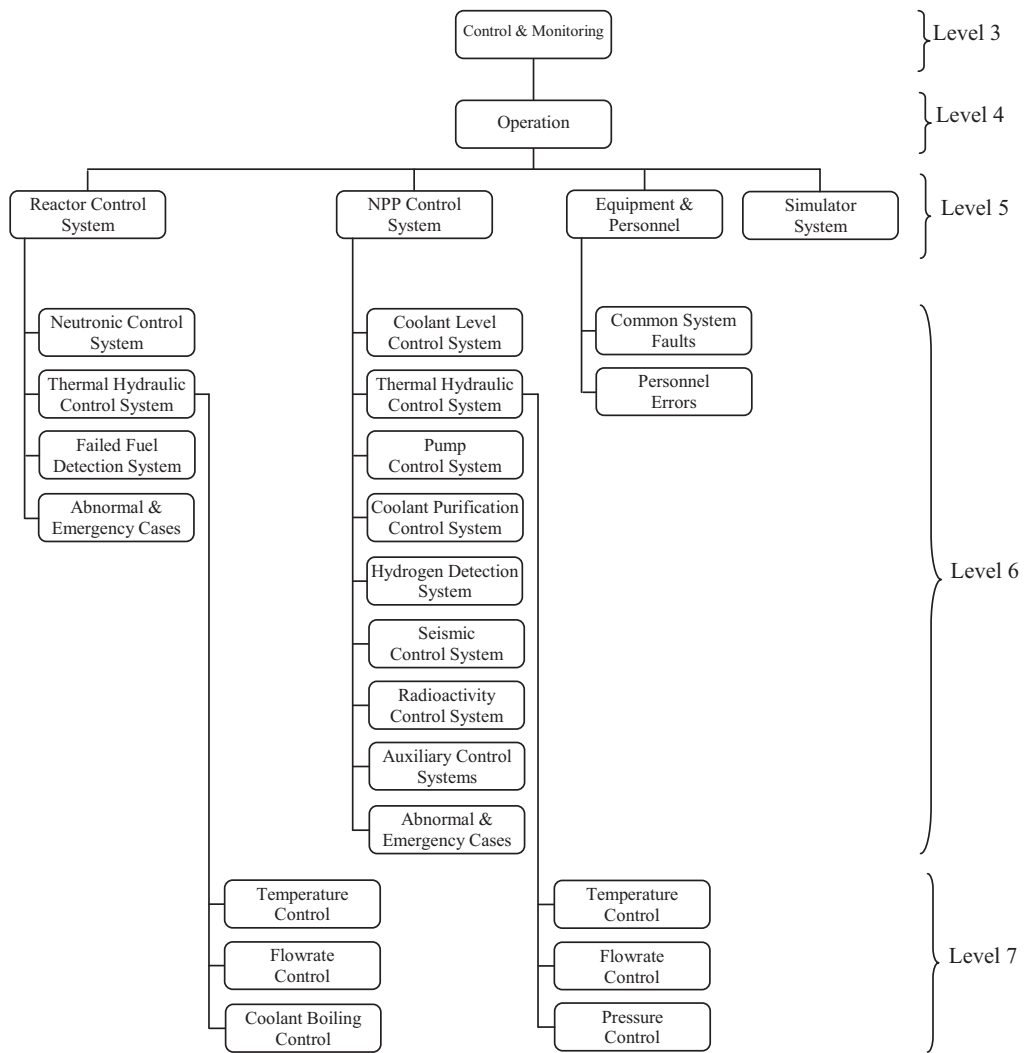 Control & Monitoring
Level 3
Operation
Level 4
Reactor Control
System
NPP Control
System
Equipment &
Personnel
Simulator
System
Level 5
Neutronic Control
System
Thermal Hydraulic
Control System
Failed Fuel
Detection System
Abnormal &
Emergency Cases
Coolant Level
Control System
Thermal Hydraulic
Control System
Pump
Control System
Coolant Purification
Control System
Hydrogen Detection
System
Seismic
Control System
Radioactivity
Control System
Auxiliary Control
Systems
Abnormal &
Emergency Cases
Common System
Faults
Personnel
Errors
Level 6
Temperature
Control
Flowrate
Control
Coolant Boiling
Control
Temperature
Control
Flowrate
Control
Pressure
Control
Level 7